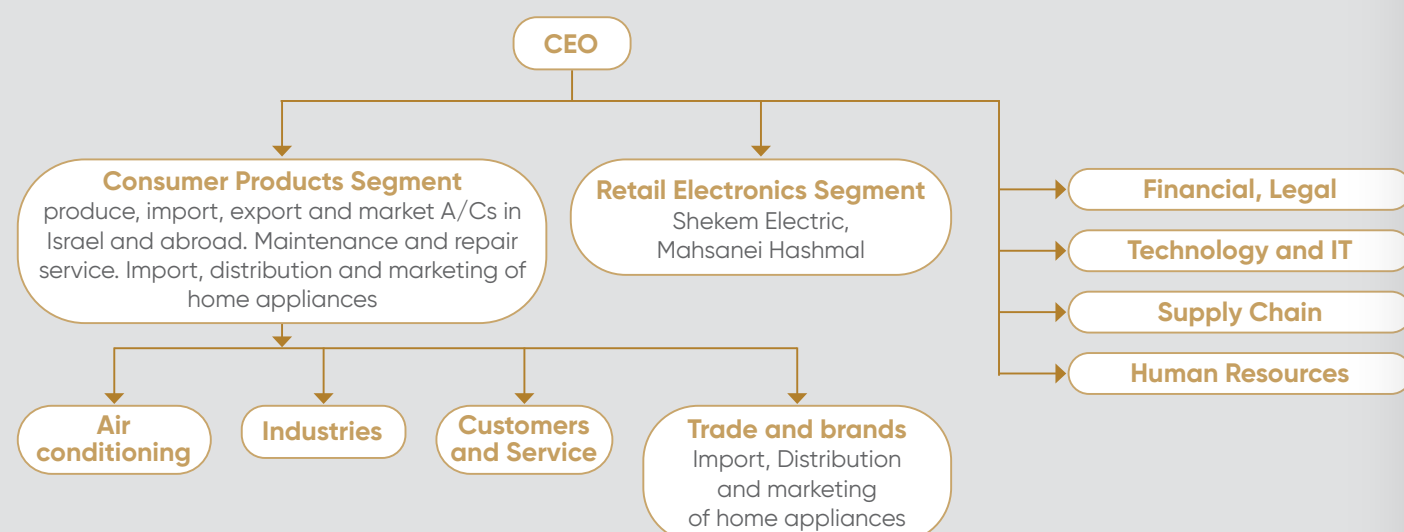 CEO
Consumer Products Segment
produce, import, export and market A/Cs in
Israel and abroad. Maintenance and repair
service. Import, distribution and marketing of
home appliances
Retail Electronics Segment
Shekem Electric,
Mahsanei Hashmal
Financial, Legal
Technology and IT
Supply Chain
Human Resources
Air
conditioning
Industries
Customers
and Service
Trade and brands
Import, Distribution
and marketing
of home appliances